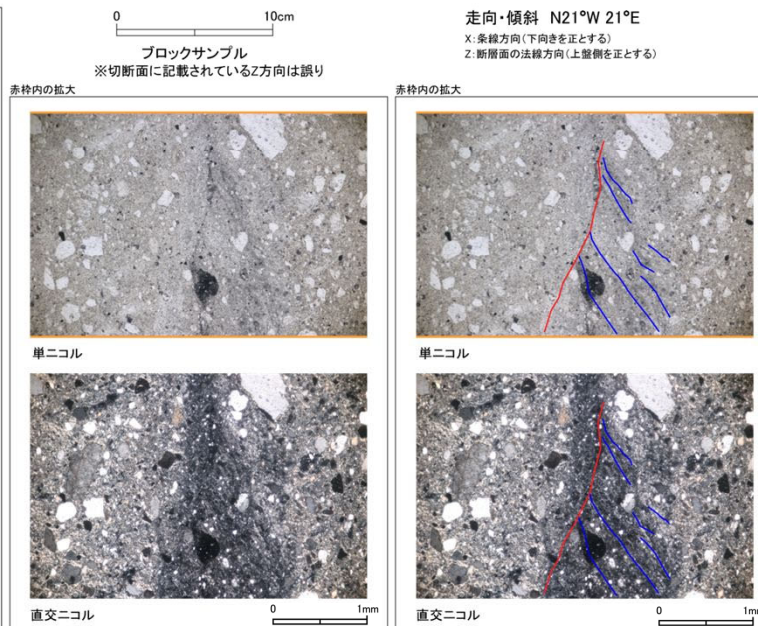 0 10cm
ブロックサンプル
※切断面に記載されているZ方向は誤り
走向・傾斜 N21°W 21°E
X:条線方向(下向きを正とする)
Z:断層面の法線方向(上盤側を正とする)
赤枠内の拡大
単ニコル
直交ニコル
0 1mm
赤枠内の拡大
単ニコル
直交ニコル
0 1mm